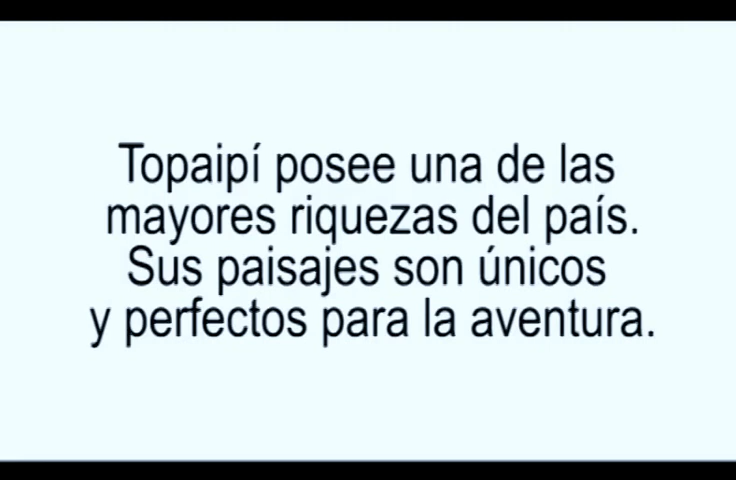 Topaipí posee una de las
mayores riquezas del país.
Sus paisajes son únicos
y perfectos para la aventura.